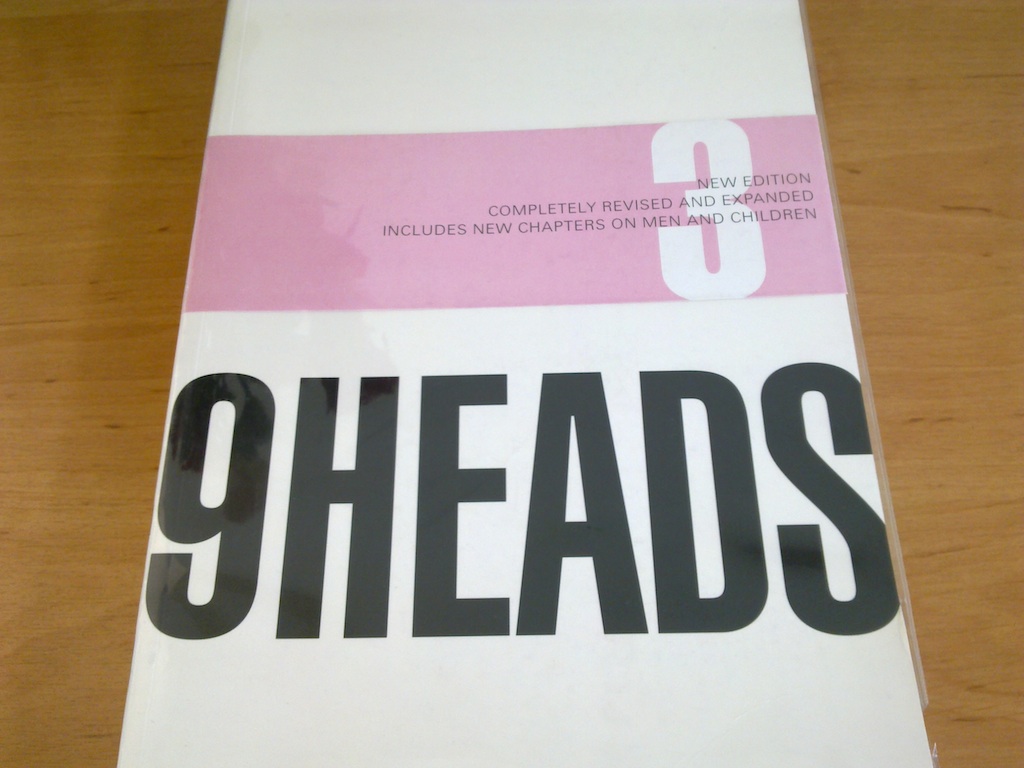 3
NEW EDITION
COMPLETELY REVISED AND EXPANDED
INCLUDES NEW CHAPTERS ON MEN AND CHILDREN
9HEADS